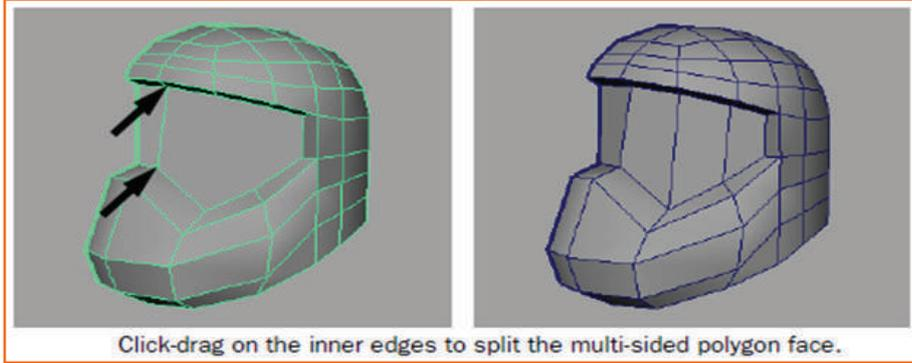 Click-drag on the inner edges to split the multi-sided polygon face.